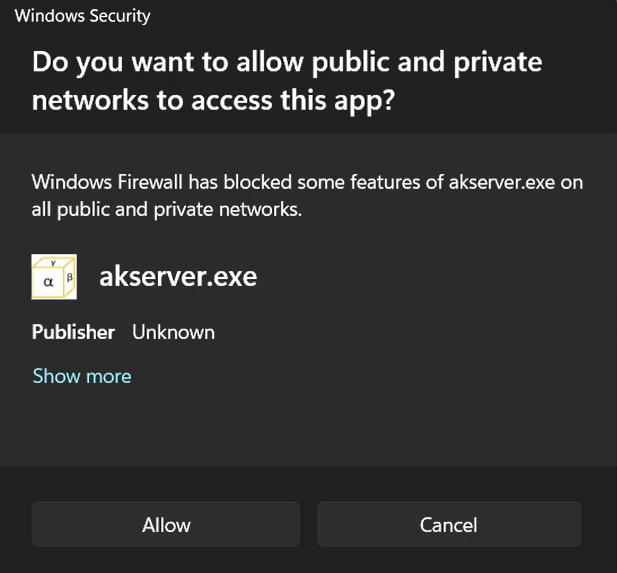 Windows Security
Do you want to allow public and private
networks to access this app?
Windows Firewall has blocked some features of akserver.exe on
all public and private networks.
γ
α β
akserver.exe
Publisher Unknown
Show more
Allow Cancel